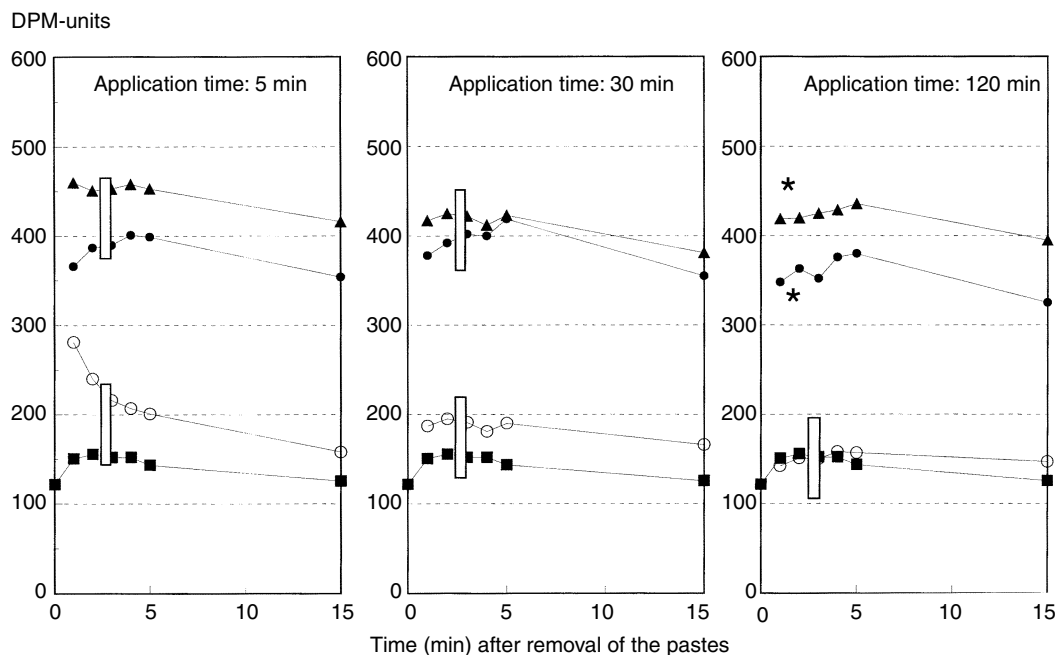 DPM-units
Application time: 5 min
600
500
400
300
200
100
0
0 5 10 15
Application time: 30 min
600
500
400
300
200
100
0
0 5 10 15
Application time: 120 min
600
500
400
300
200
100
0
0 5 10 15
*
*
Time (min) after removal of the pastes